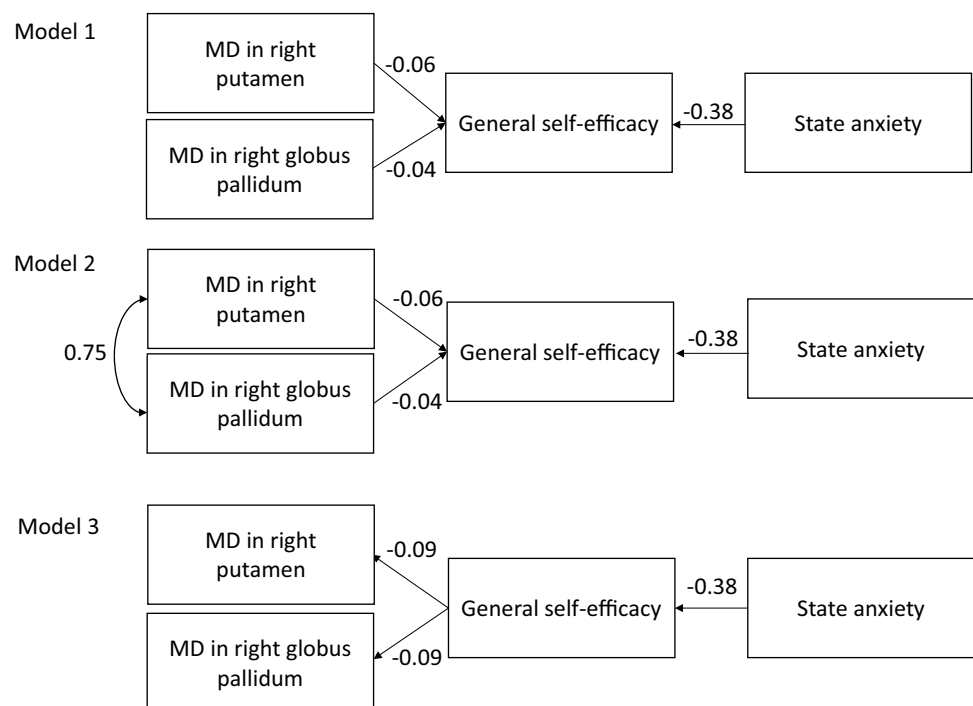 Model 1
MD in right
putamen
-0.06
General self-efficacy
-0.38
State anxiety
MD in right globus
pallidum
-0.04
Model 2
MD in right
putamen
-0.06
0.75
General self-efficacy
-0.38
State anxiety
MD in right globus
pallidum
-0.04
Model 3
MD in right
putamen
-0.09
General self-efficacy
-0.38
State anxiety
MD in right globus
pallidum
-0.09